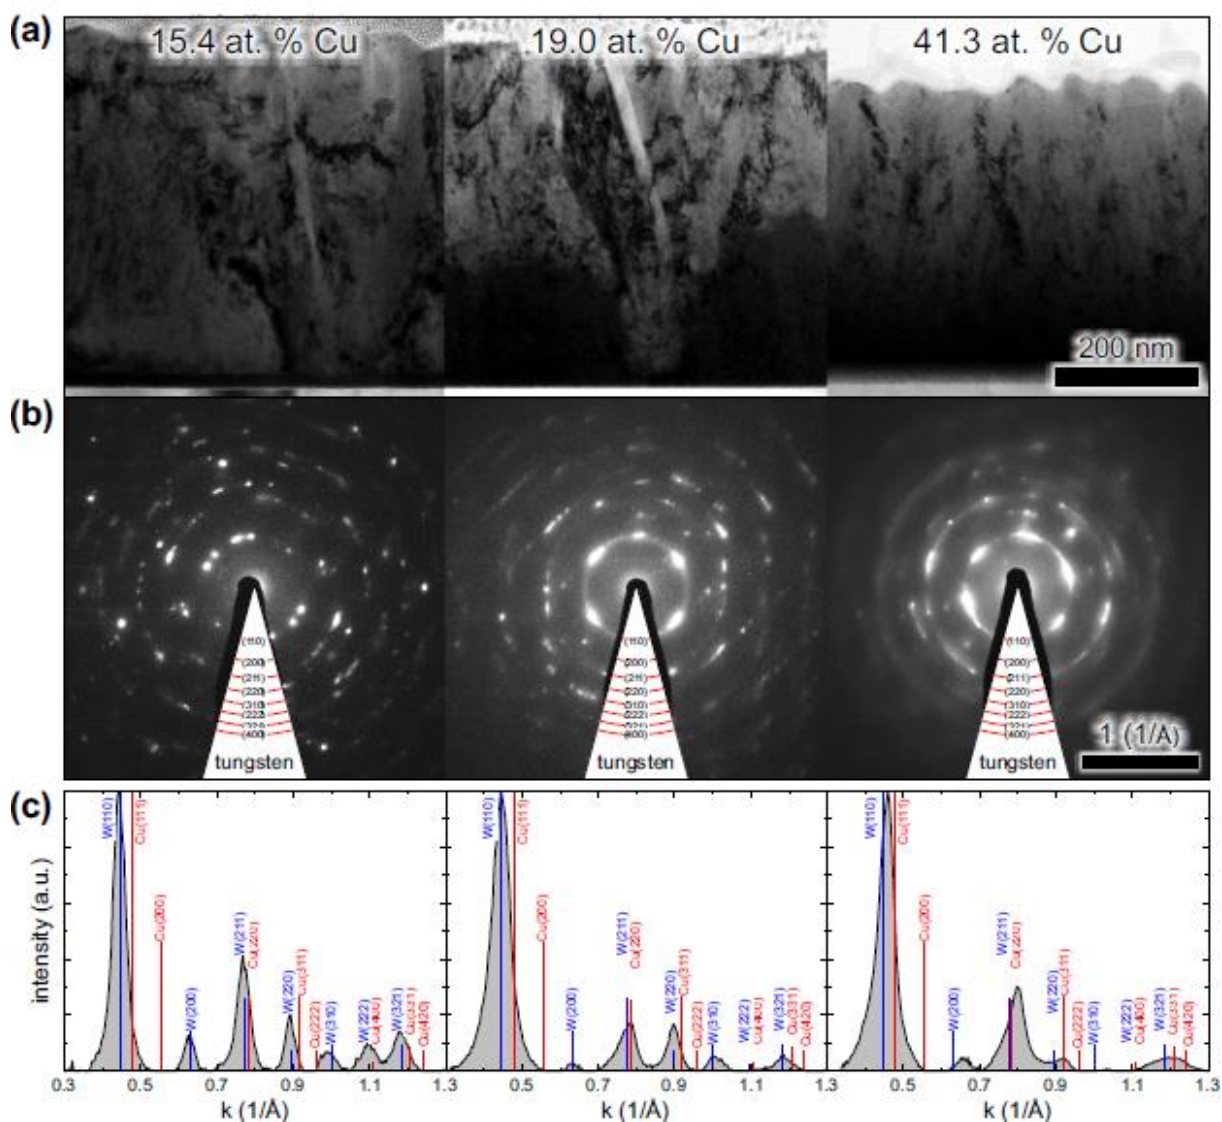 (a)
15.4 at. % Cu
19.0 at. % Cu
41.3 at. % Cu
200 nm
(b)
(110)
(200)
(211)
(220)
(310)
(222)
(400)
tungsten
(110)
(200)
(211)
(220)
(310)
(222)
tungsten
(110)
(200)
(211)
(220)
(310)
(222)
(400)
tungsten
1 (1/Å)
(c)
intensity (a.u.)
W(110)
Cu(111)
Cu(200)
W(200)
W(211)
Cu(220)
W(220)
Cu(311)
Cu(222)
W(310)
W(222)
Cu(400)
W(321)
Cu(331)
Cu(420)
W(110)
Cu(111)
Cu(200)
W(200)
W(211)
Cu(220)
W(220)
Cu(311)
Cu(222)
W(310)
W(222)
Cu(400)
W(321)
Cu(331)
Cu(420)
W(110)
Cu(111)
Cu(200)
W(200)
W(211)
Cu(220)
W(220)
Cu(311)
Cu(222)
W(310)
W(222)
Cu(400)
W(321)
Cu(331)
Cu(420)
0.3 0.5 0.7 0.9 1.1 1.3 0.5 0.7 0.9 1.1 1.3 0.5 0.7 0.9 1.1 1.3
k (1/Å)
k (1/Å)
k (1/Å)